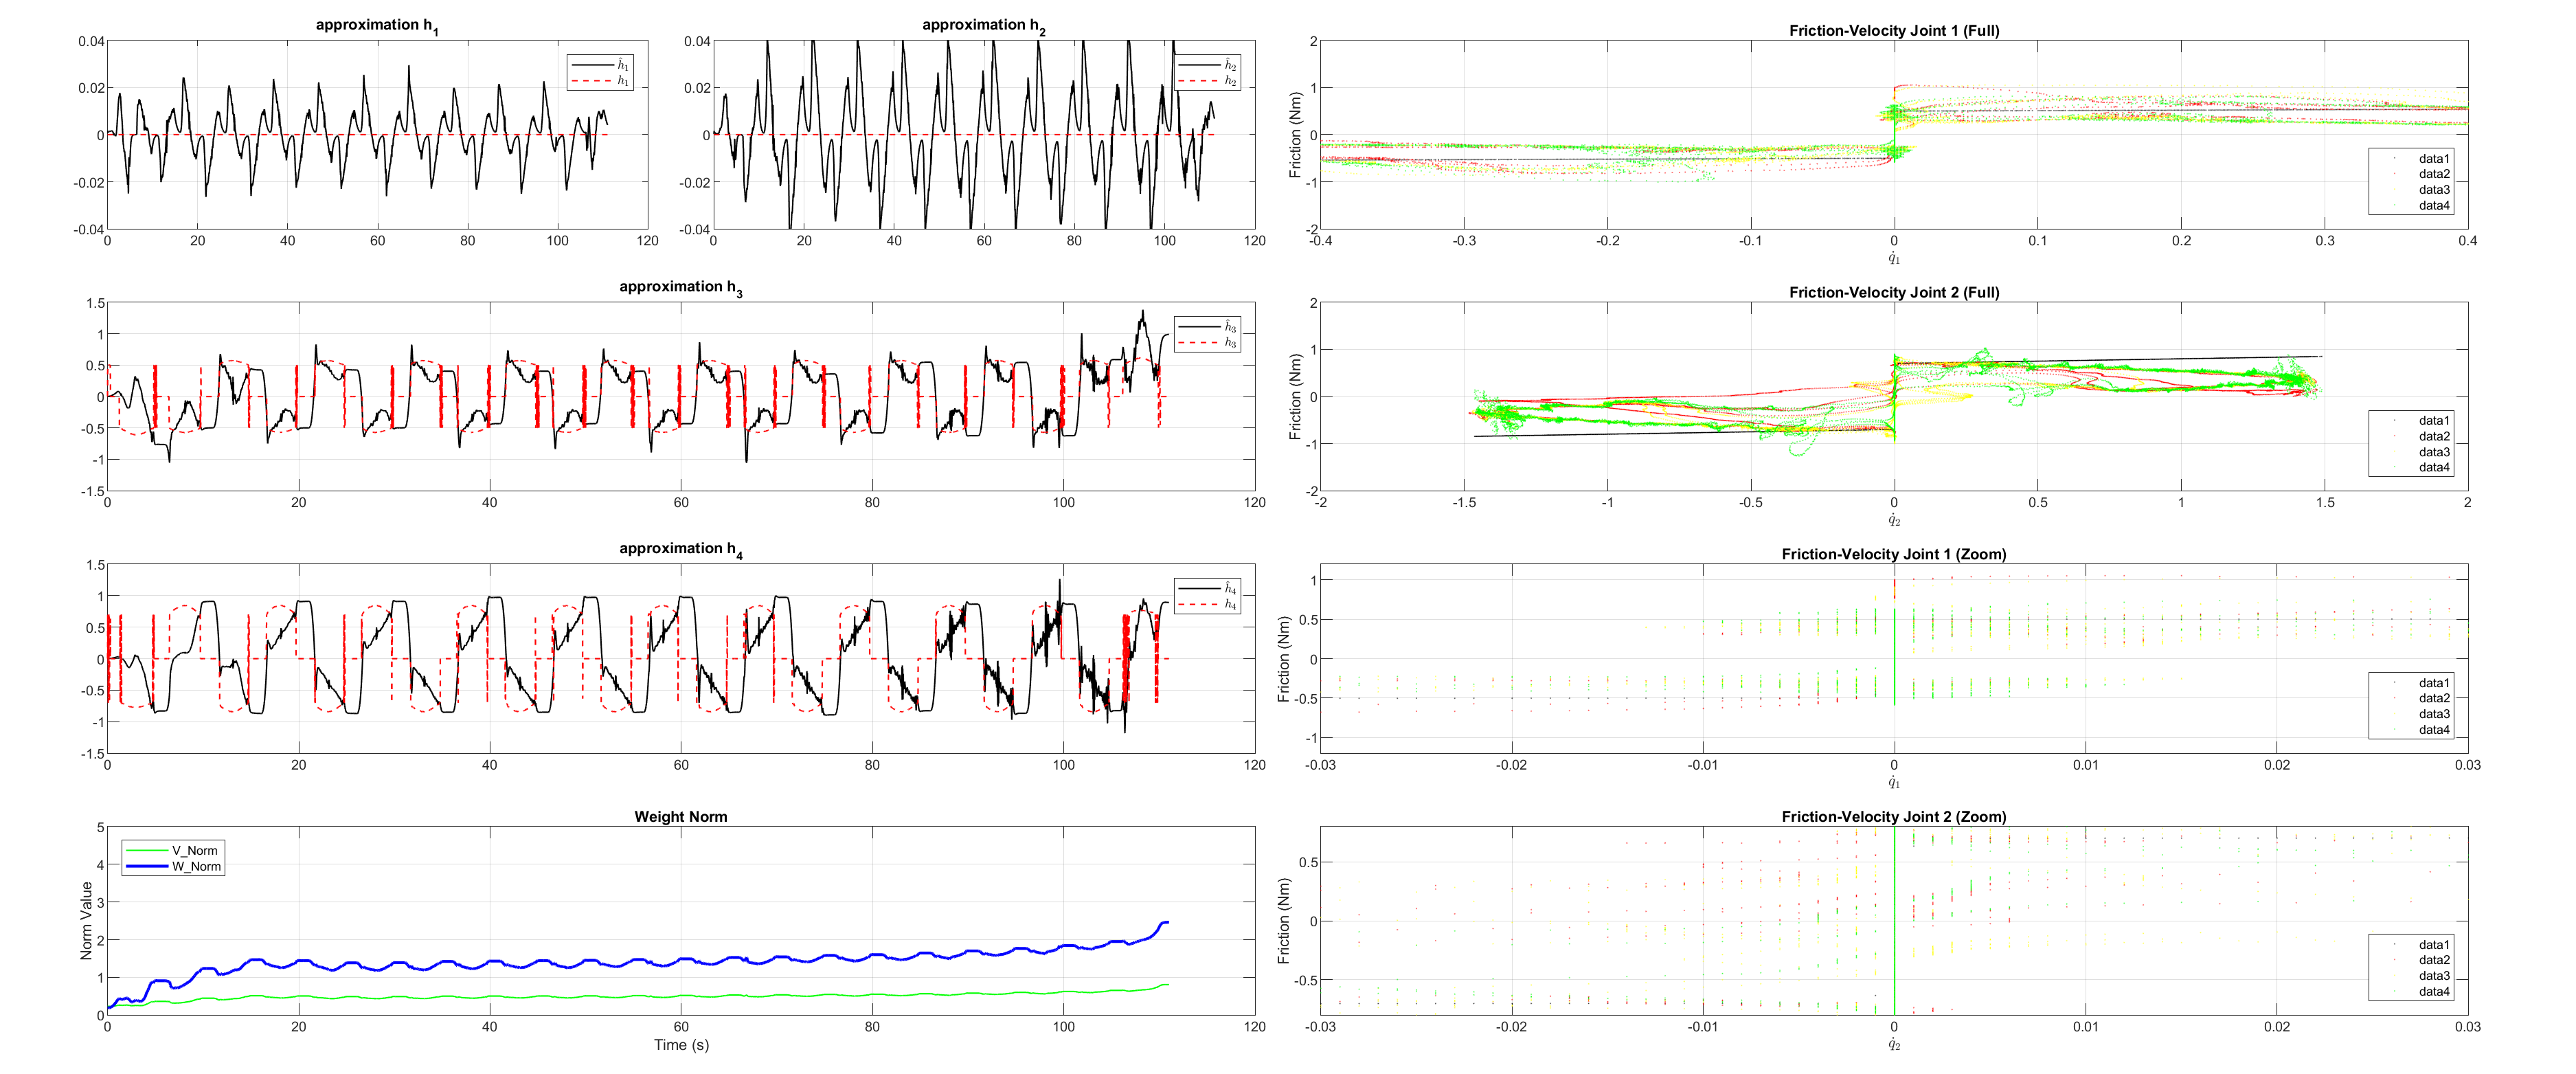 approximation h₁
0.04
0.02
0
-0.02
-0.04
0 20 40 60 80 100 120
ĥ₁
h₁
approximation h₂
0.04
0.02
0
-0.02
-0.04
0 20 40 60 80 100 120
ĥ₂
h₂
Friction-Velocity Joint 1 (Full)
Friction (Nm)
2
1
0
-1
-2
-0.4 -0.3 -0.2 -0.1 0 0.1 0.2 0.3 0.4
q̇₁
data1
data2
data3
data4
approximation h₃
1.5
1
0.5
0
-0.5
-1
-1.5
0 20 40 60 80 100 120
ĥ₃
h₃
Friction-Velocity Joint 2 (Full)
Friction (Nm)
2
1
0
-1
-2
-2 -1.5 -1 -0.5 0 0.5 1 1.5 2
q̇₂
data1
data2
data3
data4
approximation h₄
1.5
1
0.5
0
-0.5
-1
-1.5
0 20 40 60 80 100 120
ĥ₄
h₄
Friction-Velocity Joint 1 (Zoom)
Friction (Nm)
1
0.5
0
-0.5
-1
-0.03 -0.02 -0.01 0 0.01 0.02 0.03
q̇₁
data1
data2
data3
data4
Weight Norm
Norm Value
5
4
3
2
1
0
0 20 40 60 80 100 120
Time (s)
V_Norm
W_Norm
Friction-Velocity Joint 2 (Zoom)
Friction (Nm)
0.5
0
-0.5
-0.03 -0.02 -0.01 0 0.01 0.02 0.03
q̇₂
data1
data2
data3
data4